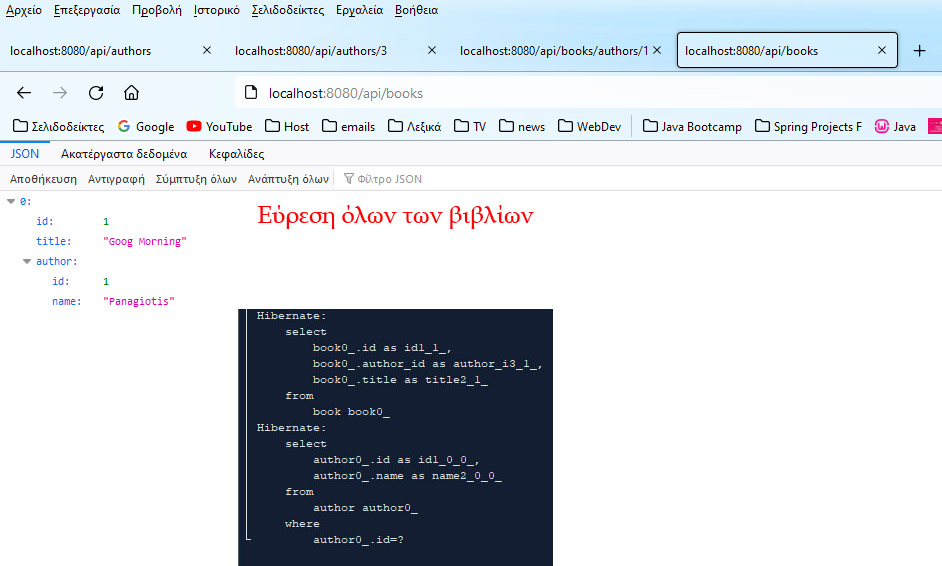 Αρχείο Επεξεργασία Προβολή Ιστορικό Σελιδοδείκτες Εργαλεία Βοήθεια
localhost:8080/api/authors × localhost:8080/api/authors/3 × localhost:8080/api/books/authors/1 × localhost:8080/api/books × +
localhost:8080/api/books
Σελιδοδείκτες Google YouTube Host emails Λεξικά TV news WebDev Java Bootcamp Spring Projects F Java
JSON Ακατέργαστα δεδομένα Κεφαλίδες
Αποθήκευση Αντιγραφή Σύμπτυξη όλων Ανάπτυξη όλων Φίλτρο JSON
0:
id: 1
title: "Goog Morning"
author:
id: 1
name: "Panagiotis"
Εύρεση όλων των βιβλίων
Hibernate:
select
book0_.id as id1_1_,
book0_.author_id as author_i3_1_,
book0_.title as title2_1_
from
book book0_
Hibernate:
select
author0_.id as id1_0_0_,
author0_.name as name2_0_0_
from
author author0_
where
author0_.id=?